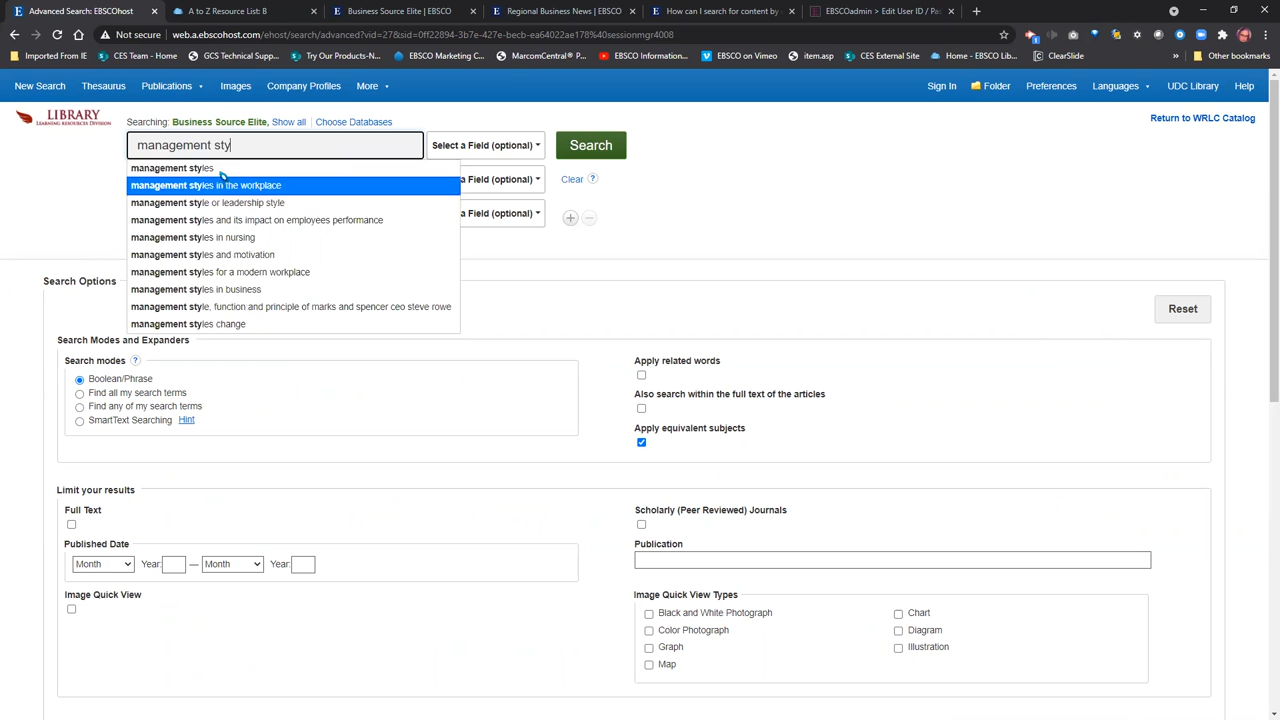 Advanced Search: EBSCOhost
A to Z Resource List: B
Business Source Elite | EBSCO
Regional Business News | EBSCO
How can I search for content by
EBSCOadmin > Edit User ID / Pa
Not secure | web.a.ebscohost.com/ehost/search/advanced?vid=27&sid=0ff22894-3b7e-427e-becb-ea64022ae178%40sessionmgr4008
Imported From IE
CES Team - Home
GCS Technical Supp...
Try Our Products-N...
EBSCO Marketing C...
MarcomCentral® P...
EBSCO Information...
EBSCO on Vimeo
item.asp
CES External Site
Home - EBSCO Lib...
ClearSlide
»
Other bookmarks
New Search
Thesaurus
Publications
Images
Company Profiles
More
Sign In
Folder
Preferences
Languages
UDC Library
Help
LIBRARY
LEARNING RESOURCES DIVISION
Searching: Business Source Elite, Show all | Choose Databases
Return to WRLC Catalog
management sty
Select a Field (optional)
Search
management styles
management styles in the workplace
a Field (optional)
Clear
?
management style or leadership style
a Field (optional)
management styles and its impact on employees performance
management styles in nursing
management styles and motivation
management styles for a modern workplace
management styles in business
management style, function and principle of marks and spencer ceo steve rowe
management styles change
Search Options
Reset
Search Modes and Expanders
Search modes ?
Boolean/Phrase
Find all my search terms
Find any of my search terms
SmartText Searching Hint
Apply related words
Also search within the full text of the articles
Apply equivalent subjects
Limit your results
Full Text
Scholarly (Peer Reviewed) Journals
Published Date
Month Year: — Month Year:
Publication
Image Quick View
Image Quick View Types
Black and White Photograph
Chart
Color Photograph
Diagram
Graph
Illustration
Map